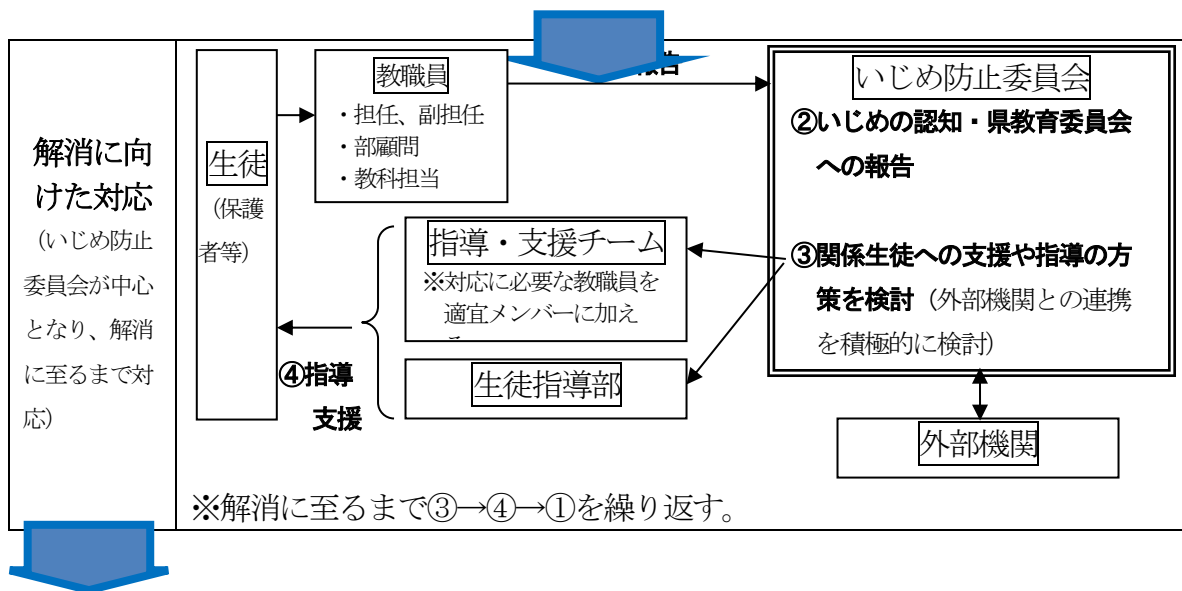 解消に向
けた対応
（いじめ防止
委員会が中心
となり、解消
に至るまで対
応）
生徒
（保護
者等）
教職員
・担任、副担任
・部顧問
・教科担当
報告
いじめ防止委員会
②いじめの認知・県教育委員会
への報告
③関係生徒への支援や指導の方
策を検討（外部機関との連携
を積極的に検討）
指導・支援チーム
※対応に必要な教職員を
適宜メンバーに加え
生徒指導部
④指導
支援
外部機関
※解消に至るまで③→④→①を繰り返す。